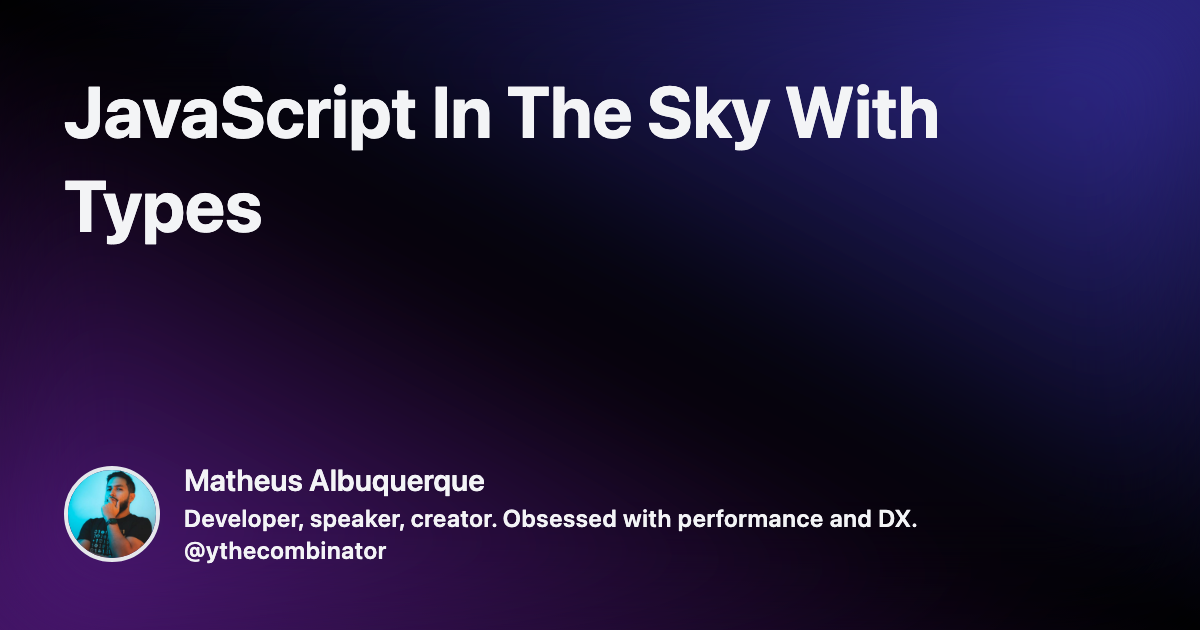 JavaScript In The Sky With
Types
Matheus Albuquerque
Developer, speaker, creator. Obsessed with performance and DX.
@ythecombinator